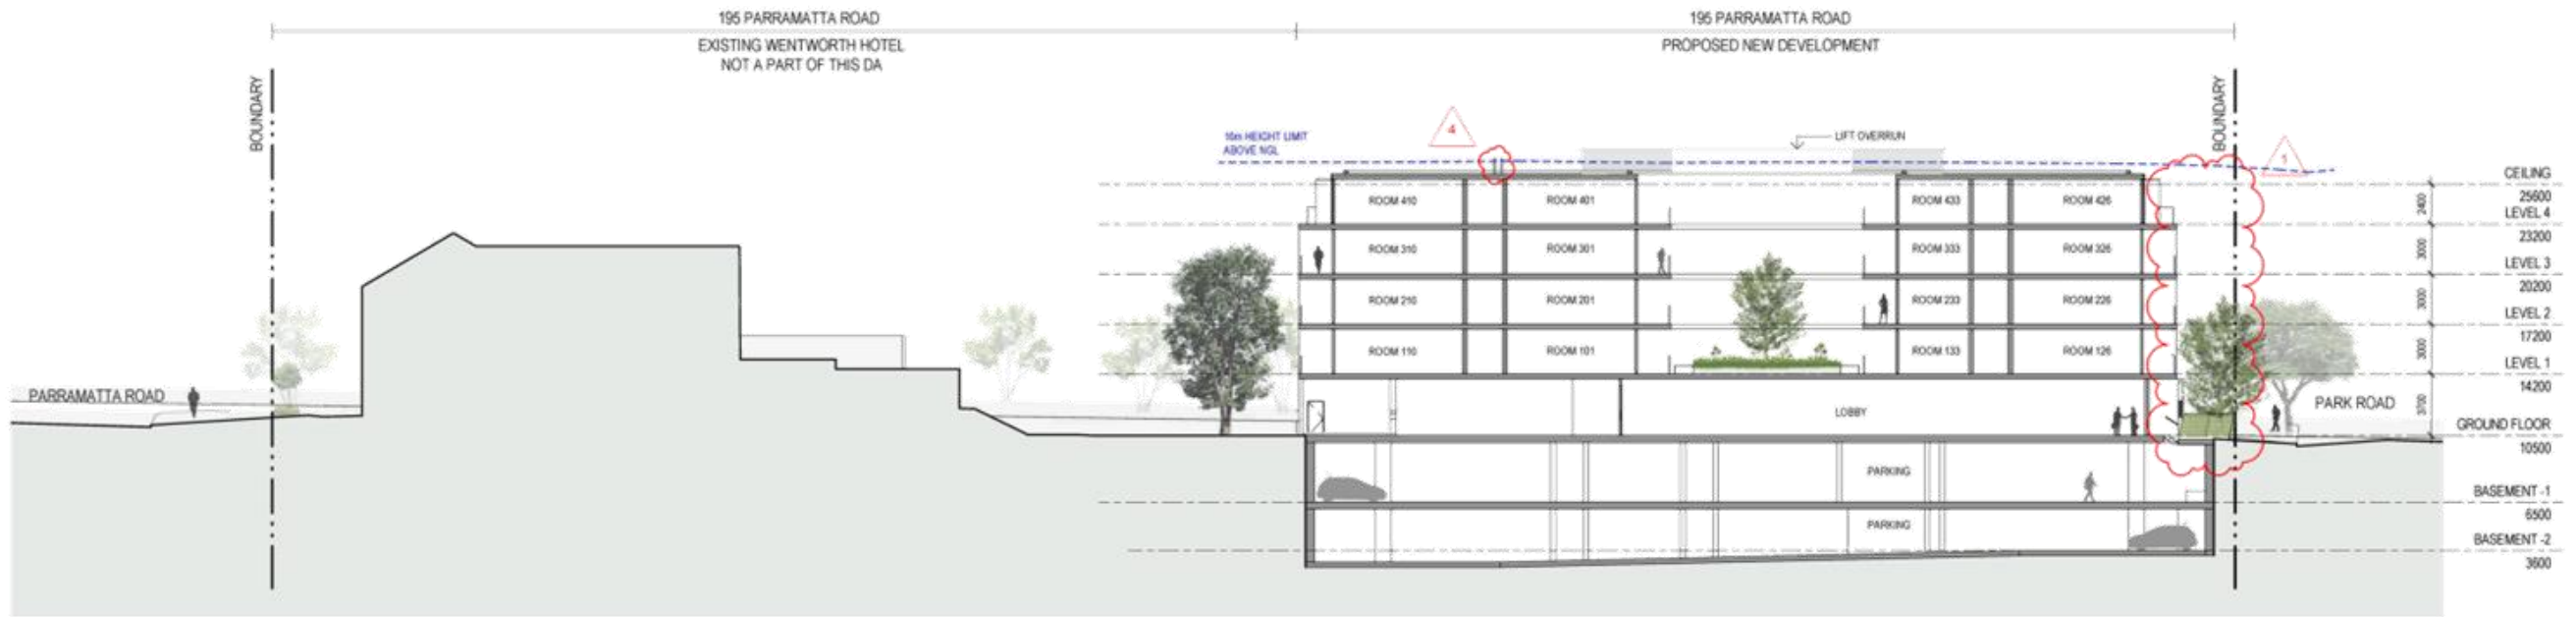 195 PARRAMATTA ROAD
EXISTING WENTWORTH HOTEL
NOT A PART OF THIS DA
195 PARRAMATTA ROAD
PROPOSED NEW DEVELOPMENT
BOUNDARY
BOUNDARY
16m HEIGHT LIMIT
ABOVE NGL
4
LIFT OVERRUN
1
CEILING
25600
LEVEL 4
23200
LEVEL 3
20200
LEVEL 2
17200
LEVEL 1
14200
GROUND FLOOR
10500
BASEMENT -1
6500
BASEMENT -2
3600
2400
3000
3000
3000
3700
ROOM 410
ROOM 401
ROOM 433
ROOM 426
ROOM 310
ROOM 301
ROOM 333
ROOM 326
ROOM 210
ROOM 201
ROOM 233
ROOM 226
ROOM 110
ROOM 101
ROOM 133
ROOM 126
LOBBY
PARKING
PARKING
PARRAMATTA ROAD
PARK ROAD